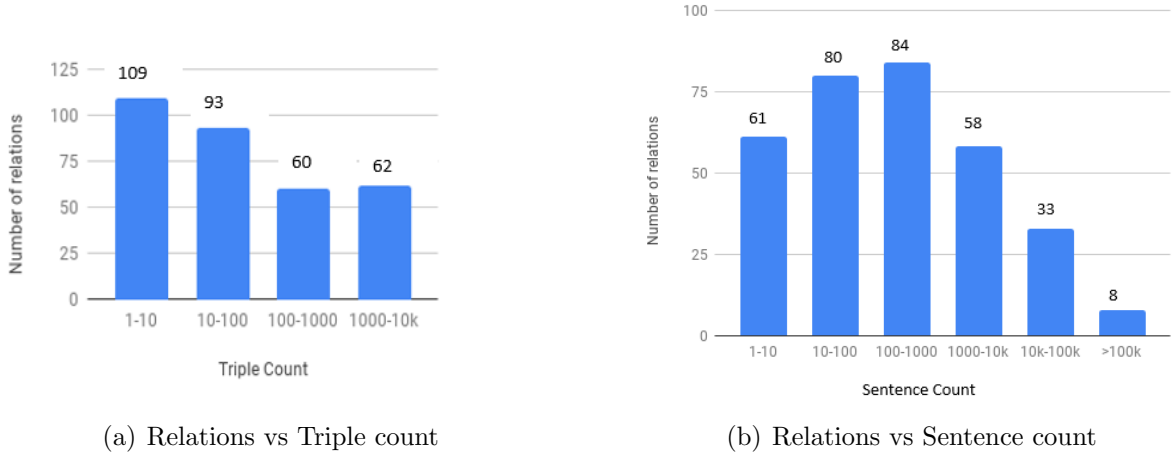 125
100
75
50
25
0
Number of relations
109
93
60
62
1-10
10-100
100-1000
1000-10k
Triple Count
(a) Relations vs Triple count
100
75
50
25
0
Number of relations
61
80
84
58
33
8
1-10
10-100
100-1000
1000-10k
10k-100k
>100k
Sentence Count
(b) Relations vs Sentence count